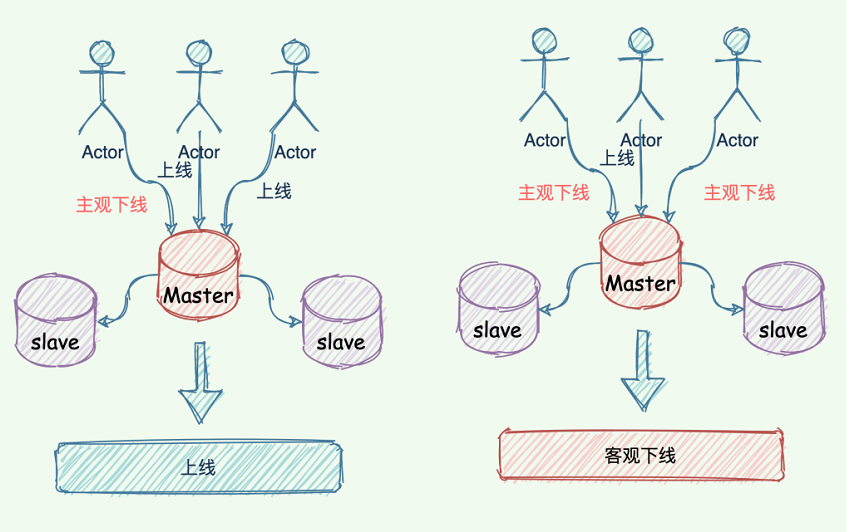 Actor
Actor
Actor
上线
上线
主观下线
Master
slave
slave
上线
Actor
Actor
Actor
上线
主观下线
主观下线
Master
slave
slave
客观下线